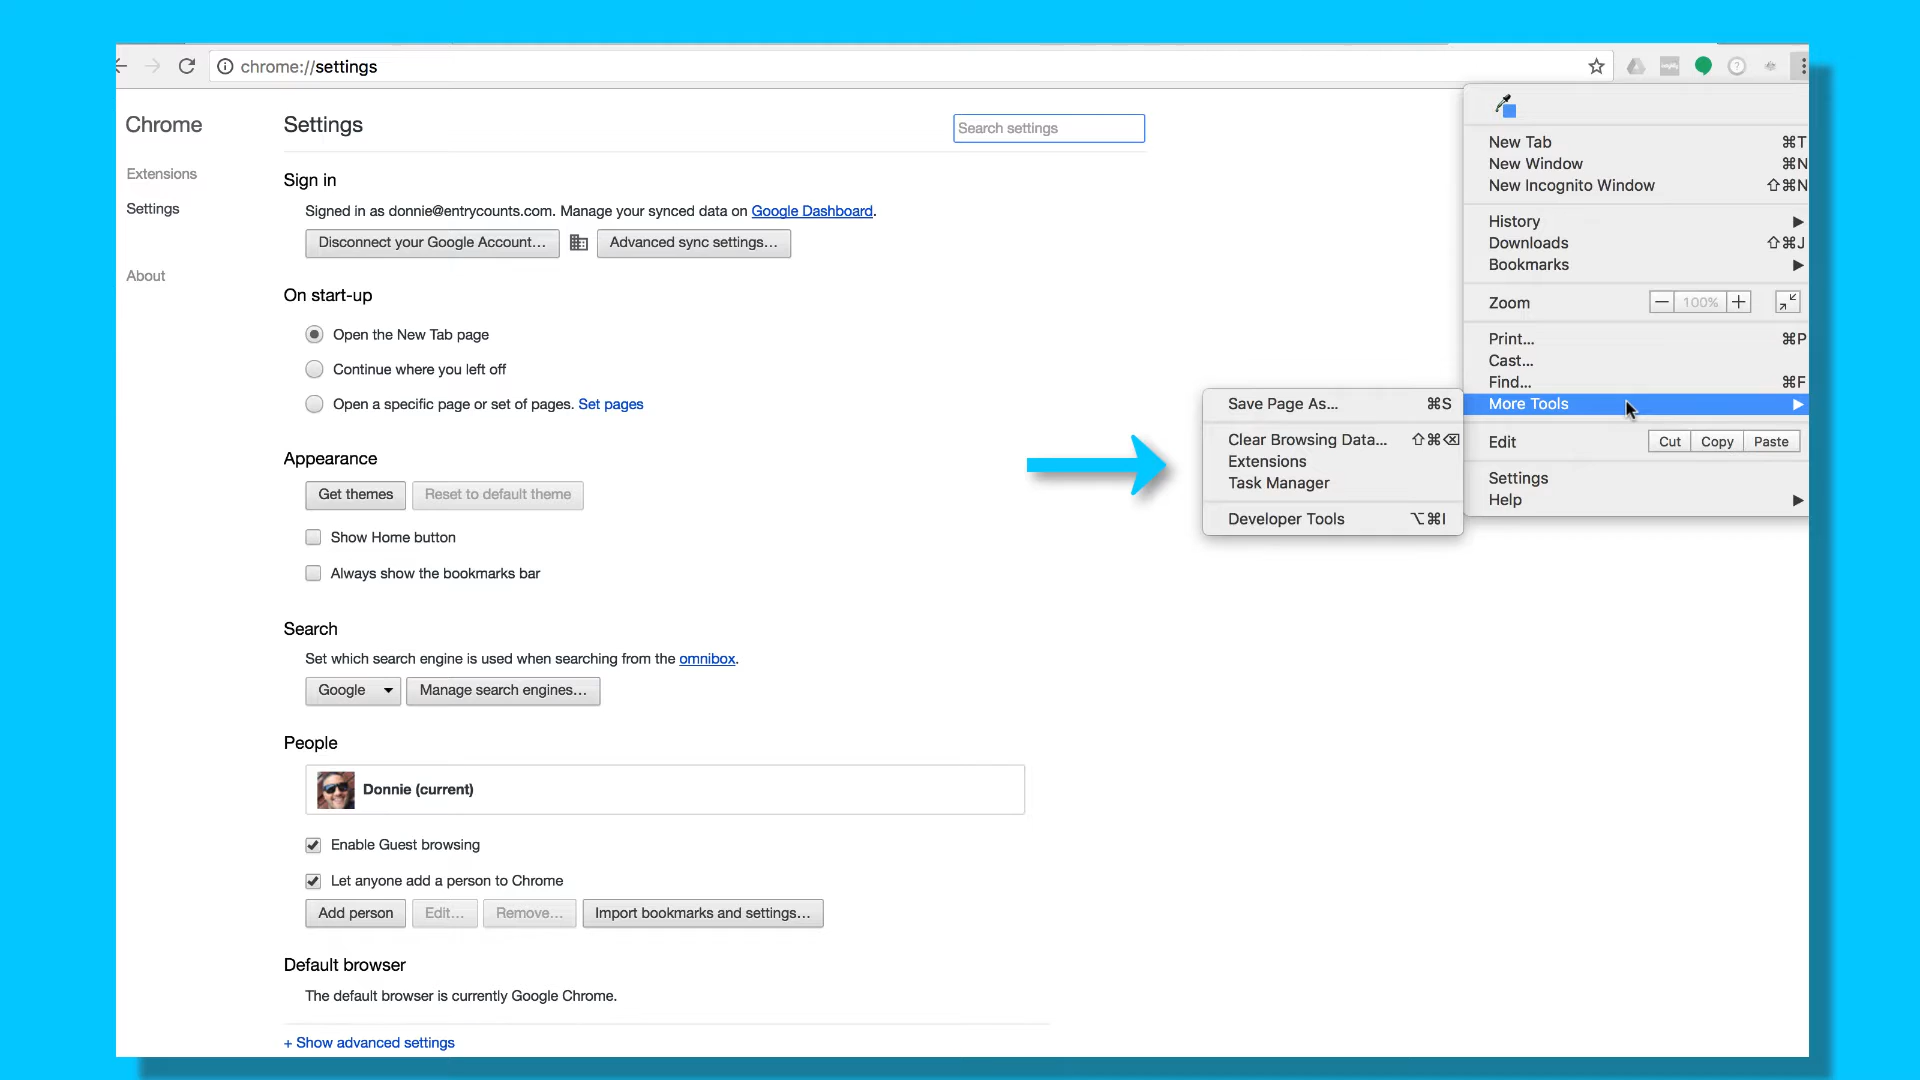 chrome://settings
Chrome
Settings
Search settings
Extensions
Settings
About
Sign in
Signed in as donnie@entrycounts.com. Manage your synced data on Google Dashboard.
Disconnect your Google Account... Advanced sync settings...
On start-up
Open the New Tab page
Continue where you left off
Open a specific page or set of pages. Set pages
Appearance
Get themes Reset to default theme
Show Home button
Always show the bookmarks bar
Search
Set which search engine is used when searching from the omnibox.
Google Manage search engines...
People
Donnie (current)
Enable Guest browsing
Let anyone add a person to Chrome
Add person Edit... Remove... Import bookmarks and settings...
Default browser
The default browser is currently Google Chrome.
+ Show advanced settings
New Tab ⌘T
New Window ⌘N
New Incognito Window ⇧⌘N
History ▶
Downloads ⇧⌘J
Bookmarks ▶
Zoom − 100% +
Print... ⌘P
Cast...
Find... ⌘F
More Tools ▶
Edit Cut Copy Paste
Settings
Help ▶
Save Page As... ⌘S
Clear Browsing Data... ⇧⌘⌫
Extensions
Task Manager
Developer Tools ⌥⌘I